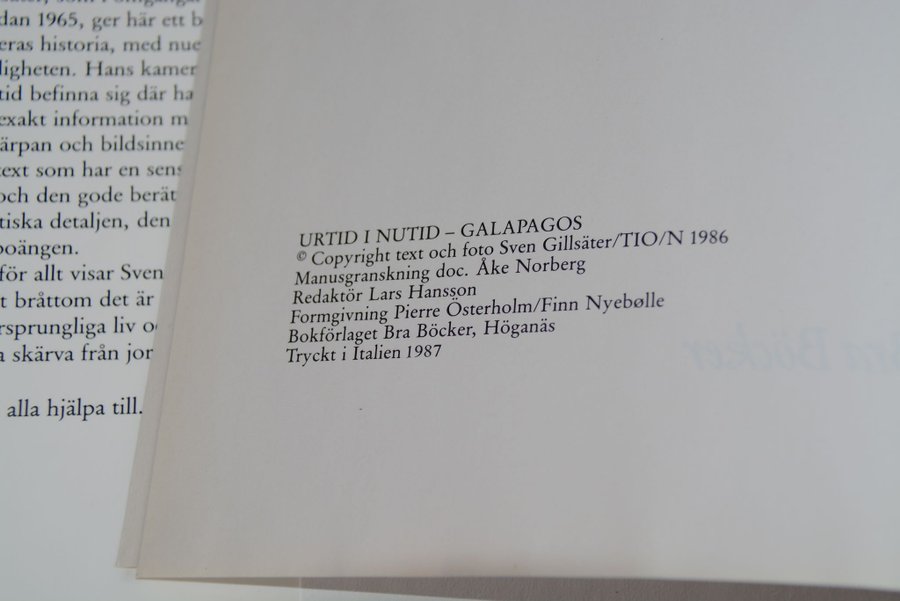 dan 1965, ger här ett b
eras historia, med nue
ligheten. Hans kamer
tid befinna sig där ha
exakt information m
ärpan och bildsinne
text som har en sens
och den gode berät
tiska detaljen, den
poängen.
för allt visar Sven
t bråttom det är
rsprungliga liv o
a skärva från jor
alla hjälpa till.
URTID I NUTID – GALAPAGOS
© Copyright text och foto Sven Gillsäter/TIO/N 1986
Manusgranskning doc. Åke Norberg
Redaktör Lars Hansson
Formgivning Pierre Österholm/Finn Nyebølle
Bokförlaget Bra Böcker, Höganäs
Tryckt i Italien 1987
Bra Böcker